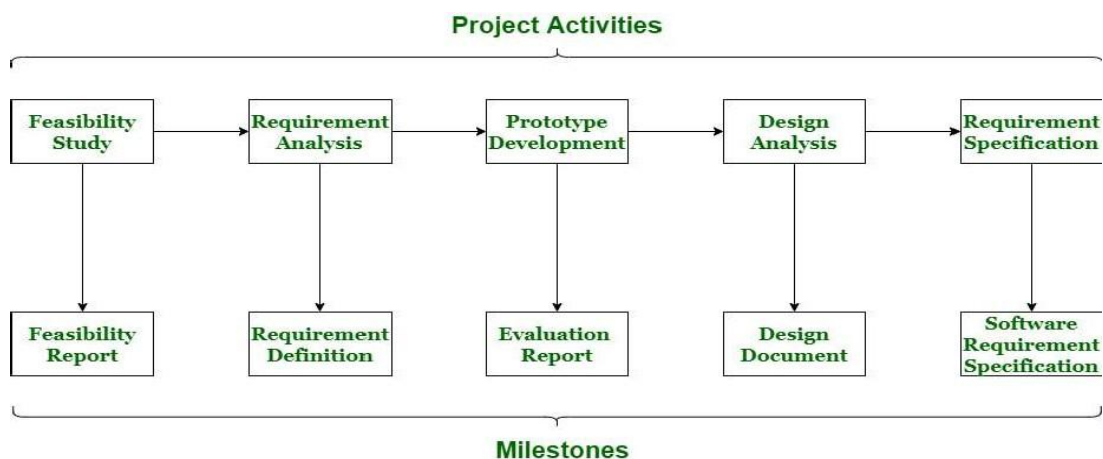 Project Activities
Feasibility
Study
Requirement
Analysis
Prototype
Development
Design
Analysis
Requirement
Specification
Feasibility
Report
Requirement
Definition
Evaluation
Report
Design
Document
Software
Requirement
Specification
Milestones